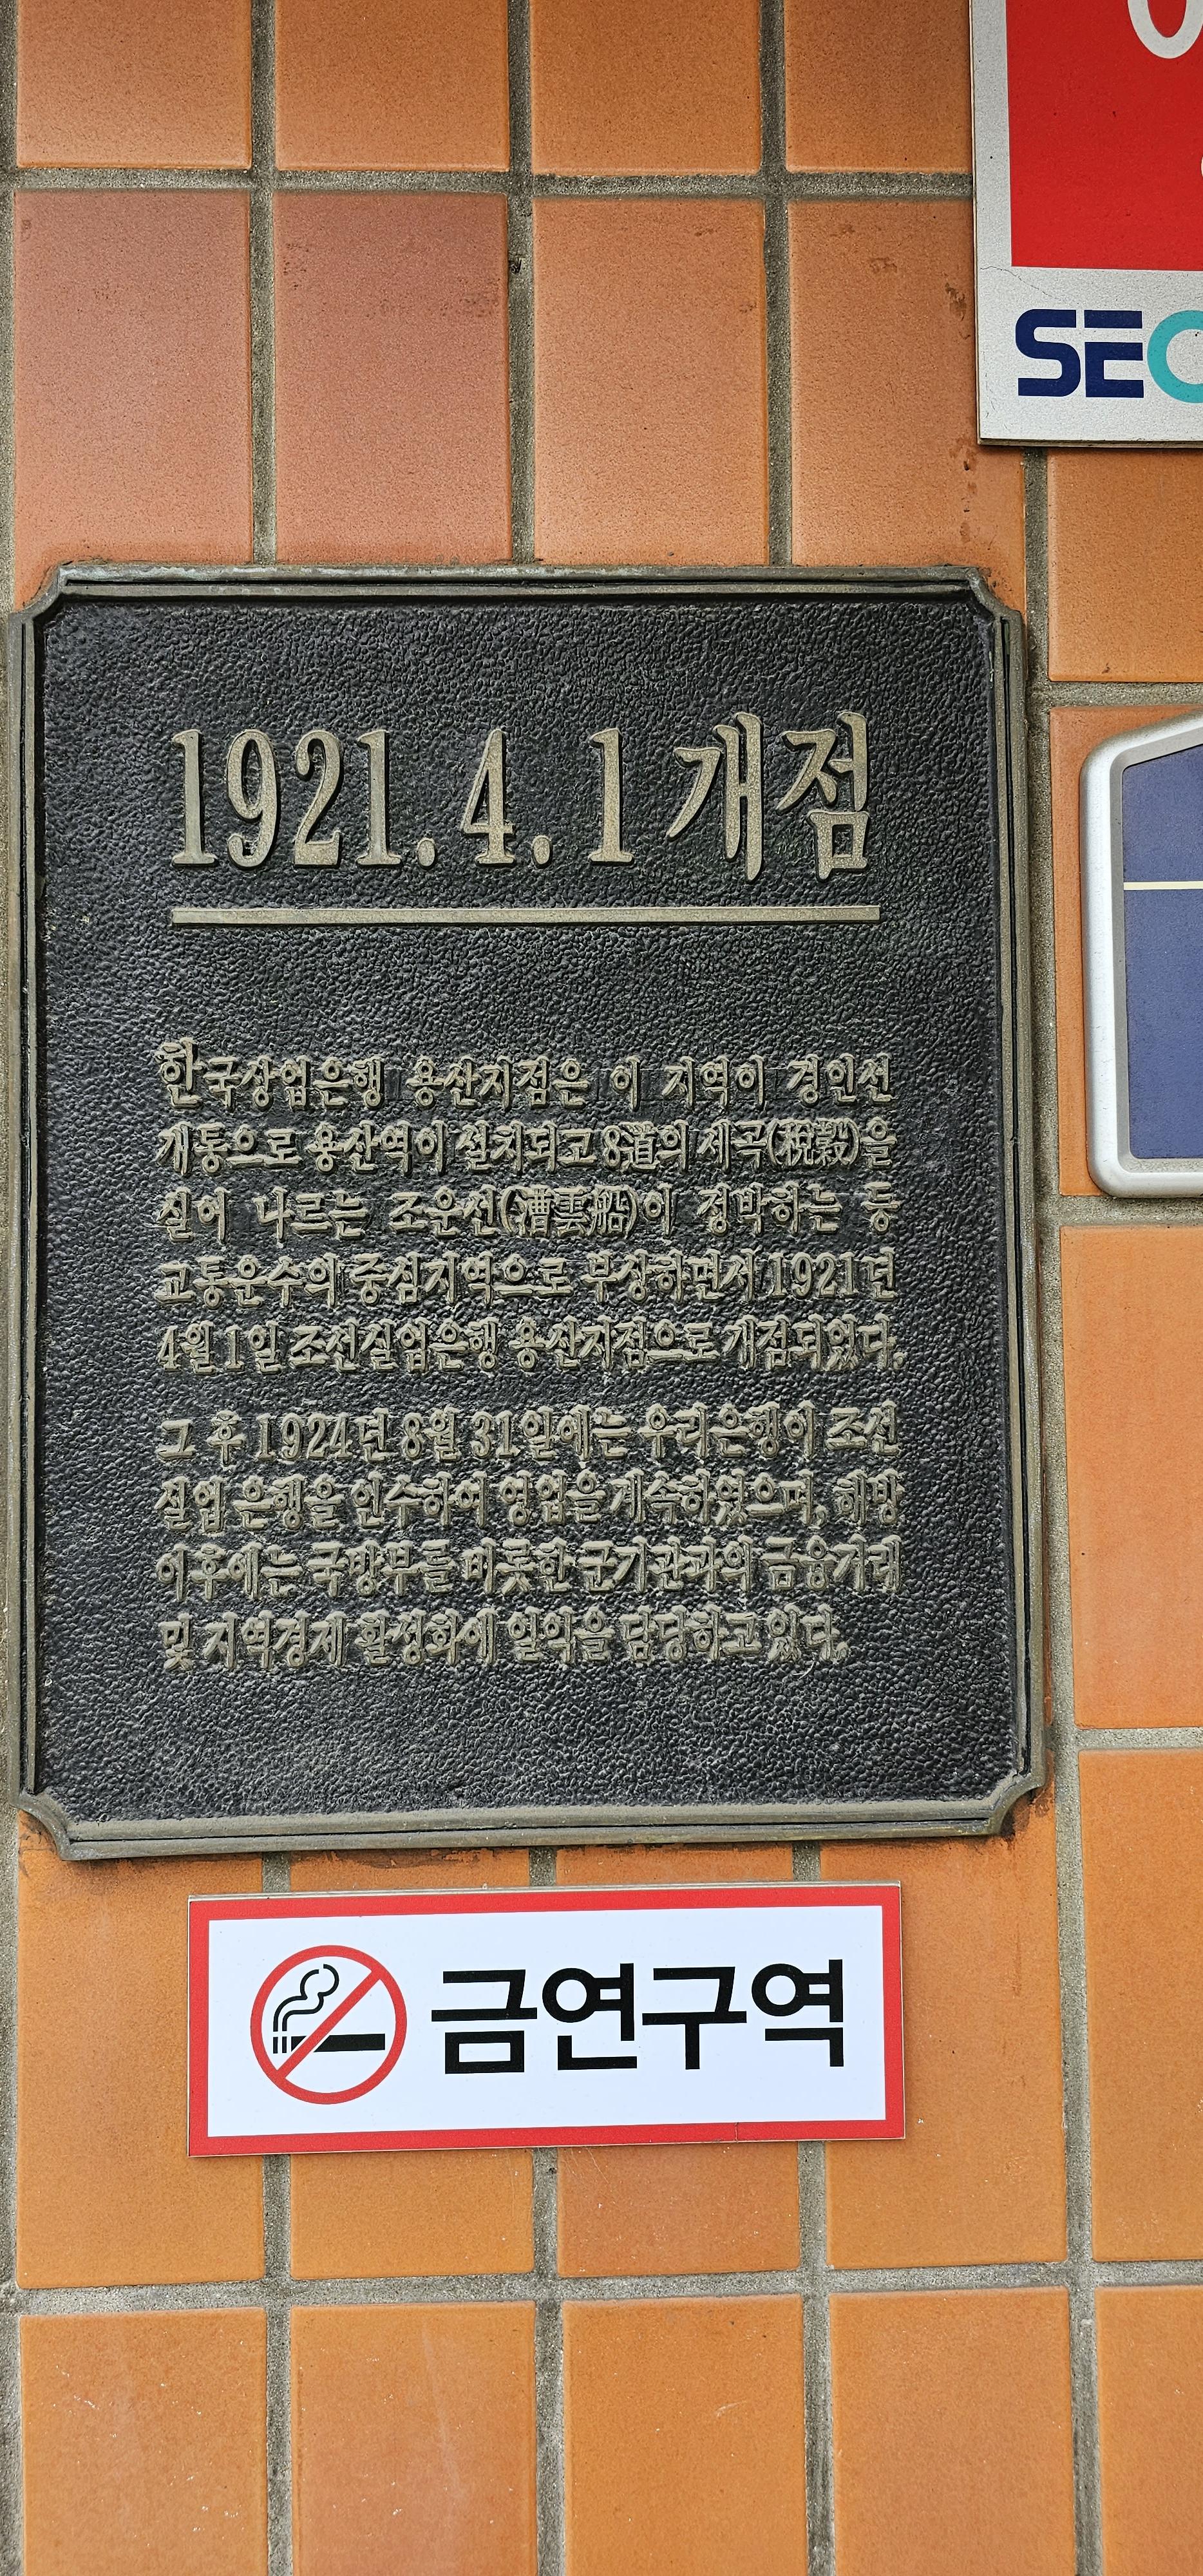 SE
1921.4.1 개점
한국상업은행 용산지점은 이 지역이 경인선
개통으로 용산역이 설치되고 8道의 세곡(稅穀)을
실어 나르는 조운선(漕雲船)이 정박하는 등
교통운수의 중심지역으로 부상하면서 1921년
4월 1일 조선실업은행 용산지점으로 개점되었다.
그 후 1924년 8월 31일에는 우리은행이 조선
실업은행을 인수하여 영업을 계속하였으며, 해방
이후에는 국방부를 비롯한 군기관과의 금융거래
및 지역경제 활성화에 일익을 담당하고 있다.
금연구역